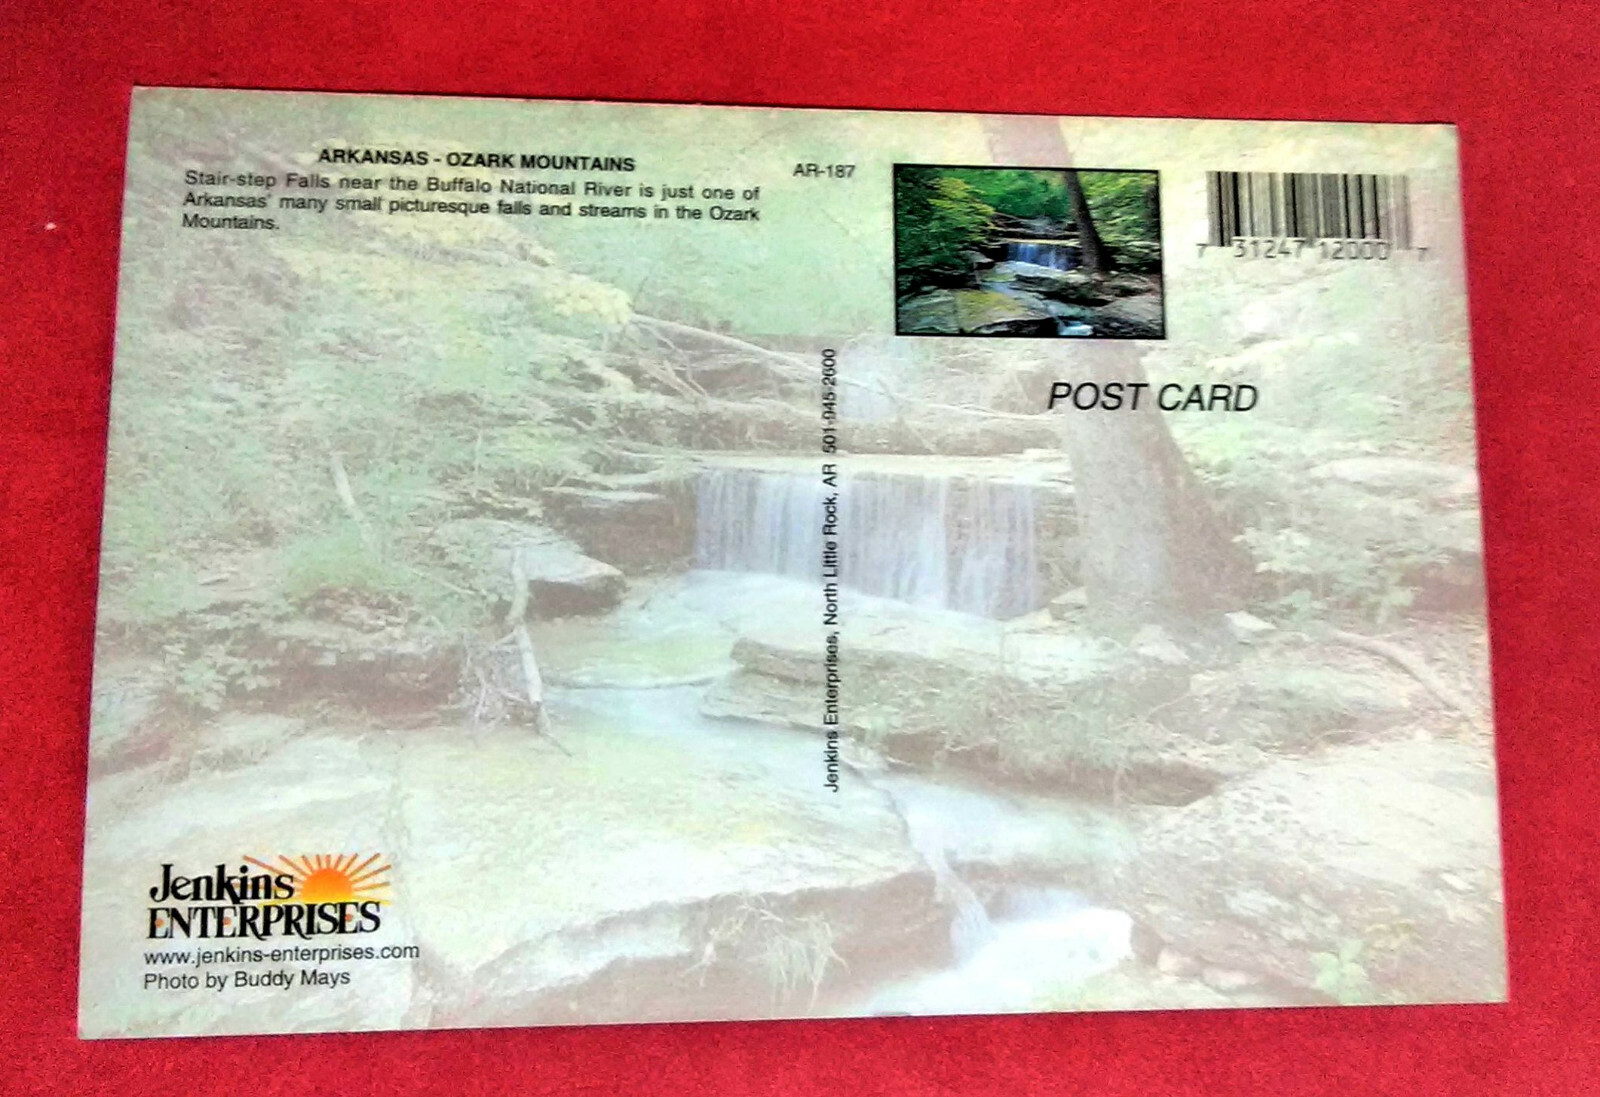 ARKANSAS - OZARK MOUNTAINS
Stair-step Falls near the Buffalo National River is just one of
Arkansas' many small picturesque falls and streams in the Ozark
Mountains.
AR-187
7 31247 12000 7
POST CARD
Jenkins Enterprises, North Little Rock, AR 501-945-2600
Jenkins
ENTERPRISES
www.jenkins-enterprises.com
Photo by Buddy Mays